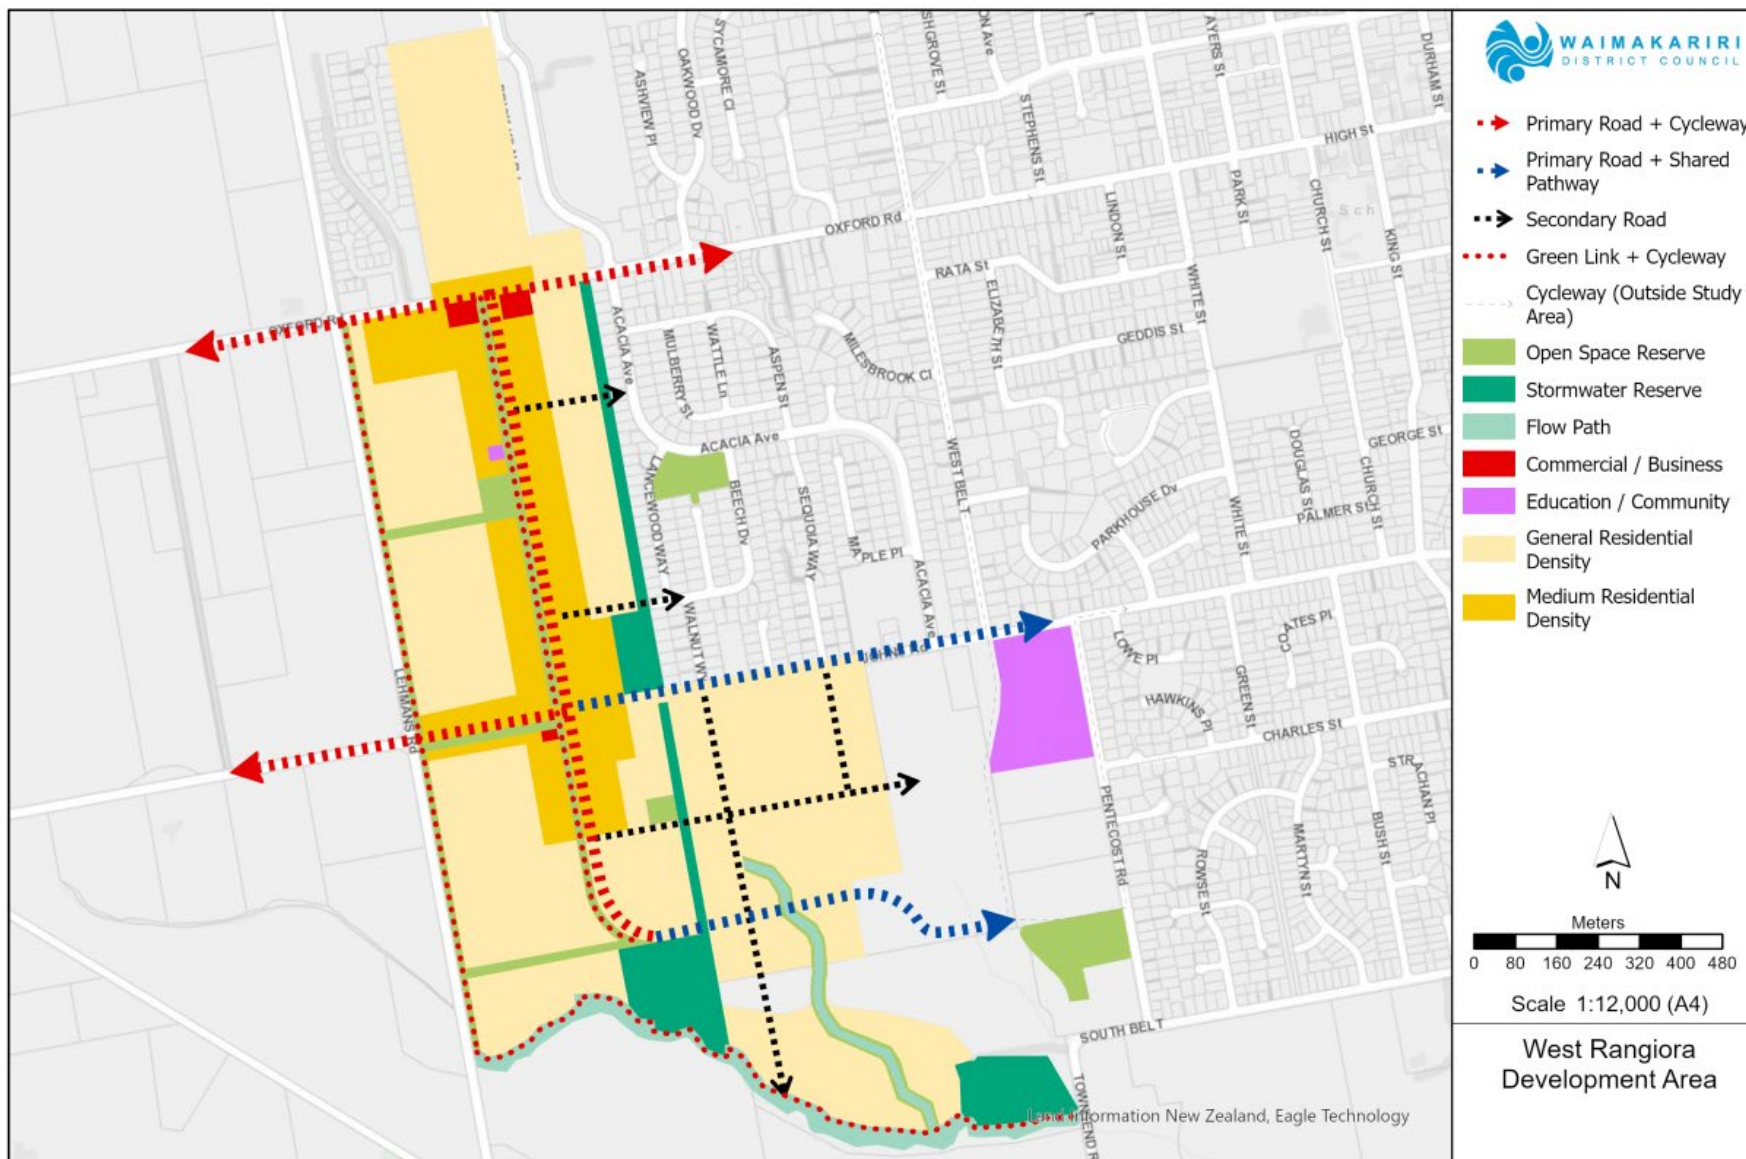 WAIMAKARIRI
DISTRICT COUNCIL
Primary Road + Cycleway
Primary Road + Shared
Pathway
Secondary Road
Green Link + Cycleway
Cycleway (Outside Study
Area)
Open Space Reserve
Stormwater Reserve
Flow Path
Commercial / Business
Education / Community
General Residential
Density
Medium Residential
Density
N
Meters
0 80 160 240 320 400 480
Scale 1:12,000 (A4)
West Rangiora
Development Area
SYCAMORE Cl
OAKWOOD Dv
ASHVIEW Pl
STEPHENS St
AYERS St
DURHAM St
HIGH St
PARK St
CHURCH St
Sch
KING St
LINDON St
OXFORD Rd
RATA St
ELIZABETH St
WHITE St
GEDDIS St
OXFORD Rd
ACACIA Ave
MULBERRY St
WATTLE Ln
ASPEN St
MILESBROOK Cl
ACACIA Ave
WEST BELT
DOUGLAS St
GEORGE St
CHURCH St
LANCEWOOD WAY
BEECH Dv
SEQUOIA WAY
MAPLE Pl
ACACIA Ave
PARKHOUSE Dv
WHITE St
PALMER St
WALNUT WY
JOHNS Rd
LEHMANS Rd
LOWE Pl
COATES Pl
GREEN St
HAWKINS Pl
CHARLES St
STRACHAN Pl
PENTECOST Rd
ROWSE St
MARTYN St
BUSH St
SOUTH BELT
Land Information New Zealand, Eagle Technology